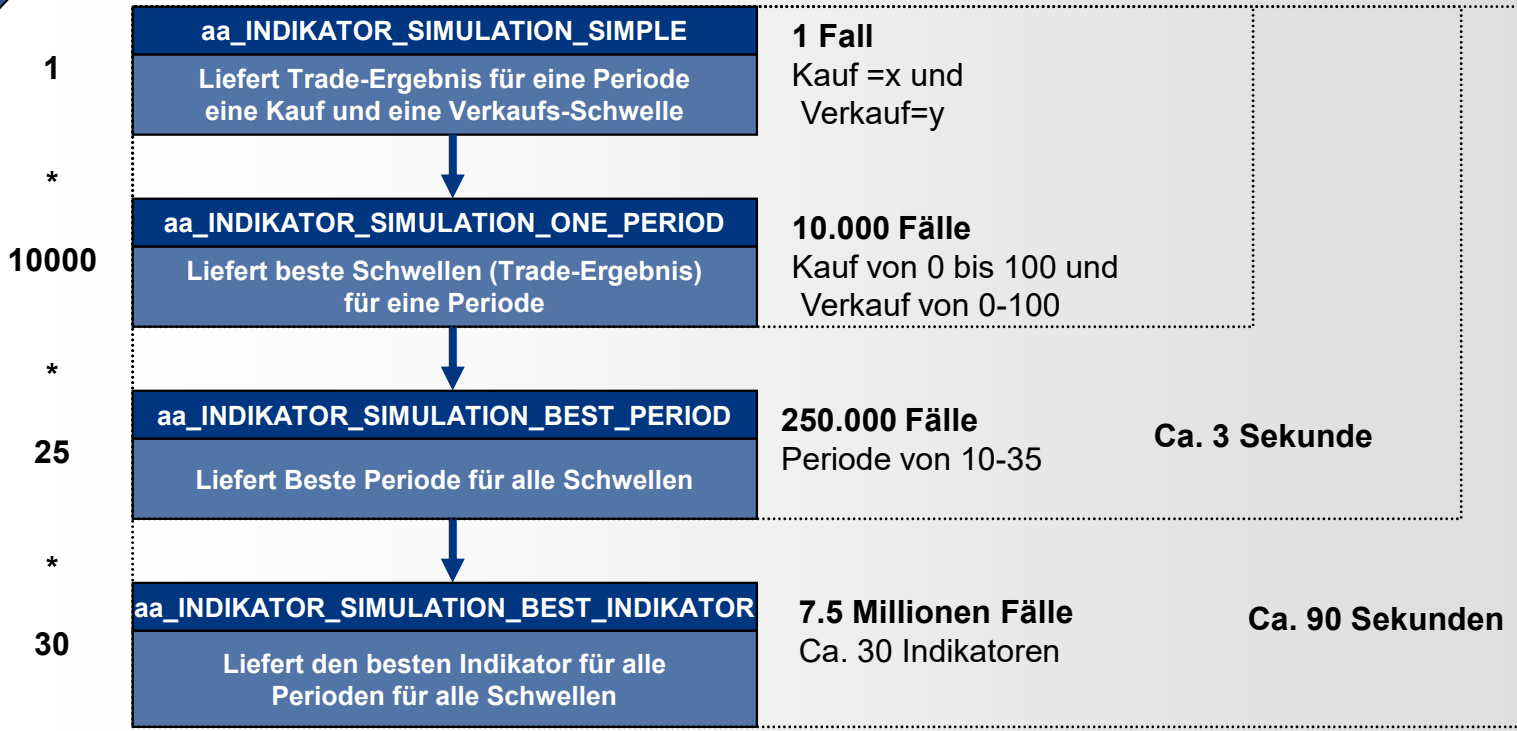 aa_INDIKATOR_SIMULATION_SIMPLE
1
Liefert Trade-Ergebnis für eine Periode
eine Kauf und eine Verkaufs-Schwelle
1 Fall
Kauf =x und
Verkauf=y
*
aa_INDIKATOR_SIMULATION_ONE_PERIOD
10000
Liefert beste Schwellen (Trade-Ergebnis)
für eine Periode
10.000 Fälle
Kauf von 0 bis 100 und
Verkauf von 0-100
*
aa_INDIKATOR_SIMULATION_BEST_PERIOD
25
Liefert Beste Periode für alle Schwellen
250.000 Fälle
Periode von 10-35
Ca. 3 Sekunde
*
aa_INDIKATOR_SIMULATION_BEST_INDIKATOR
30
Liefert den besten Indikator für alle
Perioden für alle Schwellen
7.5 Millionen Fälle
Ca. 30 Indikatoren
Ca. 90 Sekunden